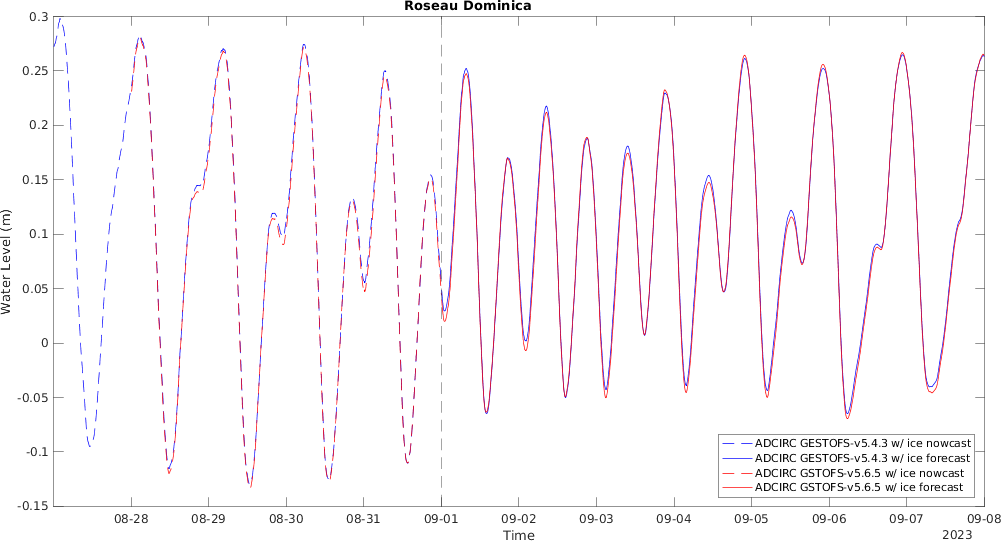 Roseau Dominica
0.3
0.25
0.2
0.15
0.1
0.05
0
-0.05
-0.1
-0.15
Water Level (m)
08-28 08-29 08-30 08-31 09-01 09-02 09-03 09-04 09-05 09-06 09-07 09-08
Time
2023
ADCIRC GESTOFS-v5.4.3 w/ ice nowcast
ADCIRC GESTOFS-v5.4.3 w/ ice forecast
ADCIRC GSTOFS-v5.6.5 w/ ice nowcast
ADCIRC GSTOFS-v5.6.5 w/ ice forecast